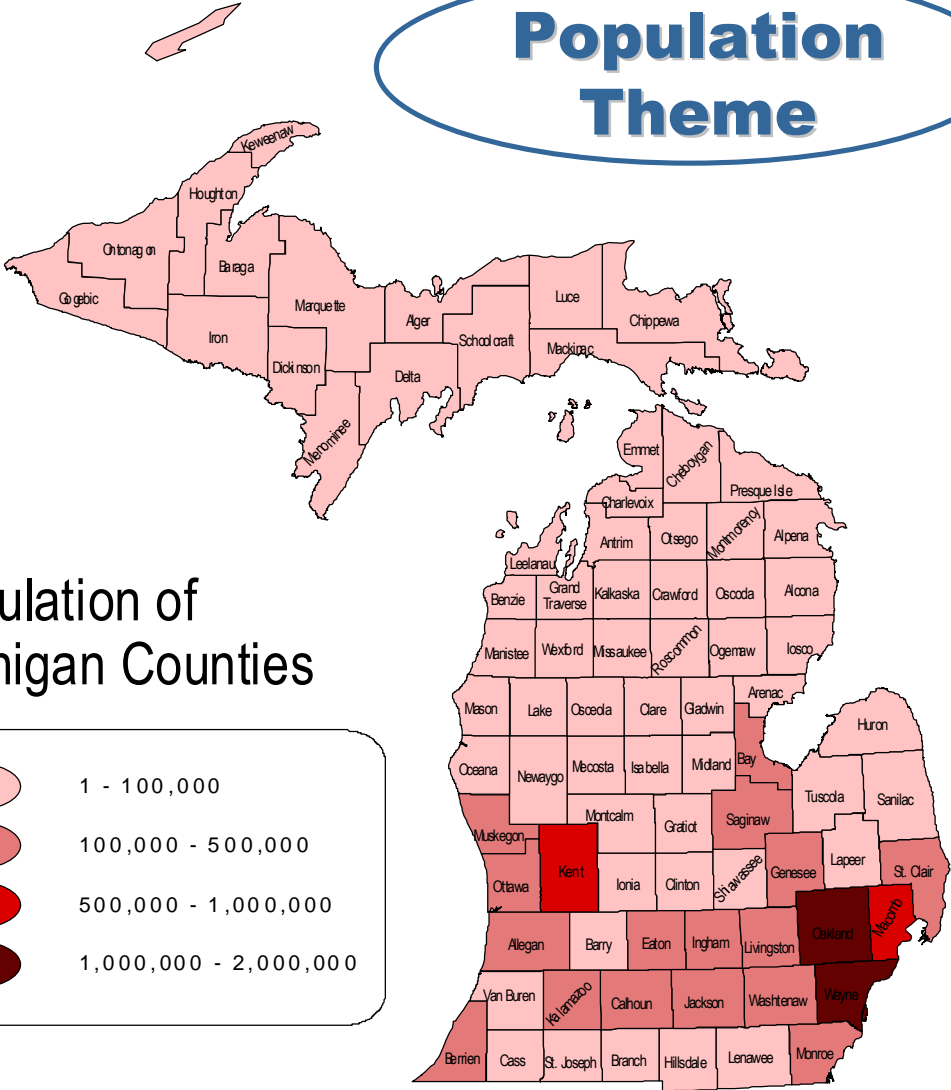 Population
Theme
Keweenaw
Houghton
Ontonagon
Baraga
Gogebic
Marquette
Luce
Alger
Chippewa
Iron
Schoolcraft
Mackinac
Dickinson
Delta
Menominee
Emmet
Cheboygan
Presque Isle
Charlevoix
Antrim
Otsego
Montmorency
Alpena
Leelanau
Benzie
Grand
Traverse
Kalkaska
Crawford
Oscoda
Alcona
ulation of
higan Counties
Manistee
Wexford
Missaukee
Roscommon
Ogemaw
Iosco
Mason
Lake
Osceola
Clare
Gladwin
Arenac
Huron
Oceana
Newaygo
Mecosta
Isabella
Midland
Bay
Tuscola
Sanilac
1 - 100,000
100,000 - 500,000
500,000 - 1,000,000
1,000,000 - 2,000,000
Muskegon
Montcalm
Gratiot
Saginaw
Ottawa
Kent
Ionia
Clinton
Shiawassee
Genesee
Lapeer
St. Clair
Allegan
Barry
Eaton
Ingham
Livingston
Oakland
Macomb
Van Buren
Kalamazoo
Calhoun
Jackson
Washtenaw
Wayne
Berrien
Cass
St. Joseph
Branch
Hillsdale
Lenawee
Monroe